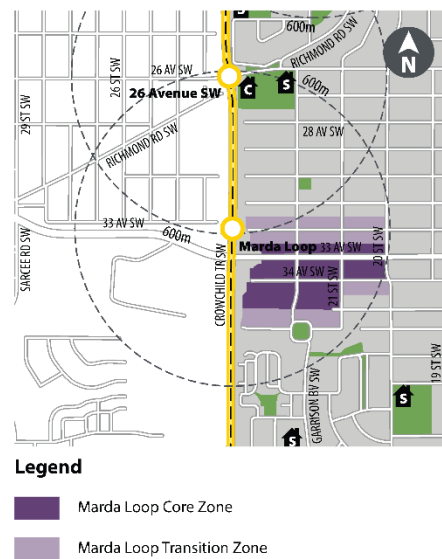 S
600m
RICHMOND RD SW
N
26 AV SW
26 ST SW
26 Avenue SW
C
S
600m
29 ST SW
28 AV SW
RICHMOND RD SW
33 AV SW
600m
Marda Loop
33 AV SW
20 ST SW
SARCEE RD SW
CROWCHILD TR SW
34 AV SW
21 ST SW
GARRISON BV SW
19 ST SW
S
S
Legend
Marda Loop Core Zone
Marda Loop Transition Zone